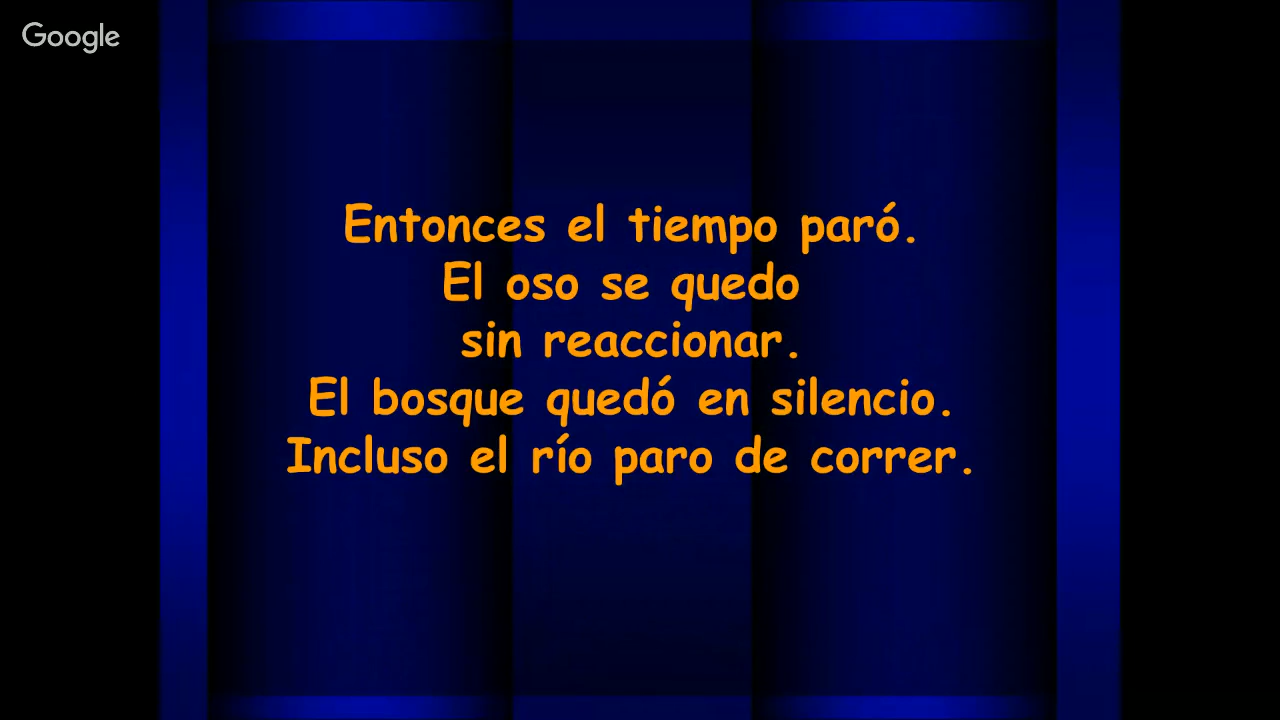 Google
Entonces el tiempo paró.
El oso se quedo
sin reaccionar.
El bosque quedó en silencio.
Incluso el río paro de correr.